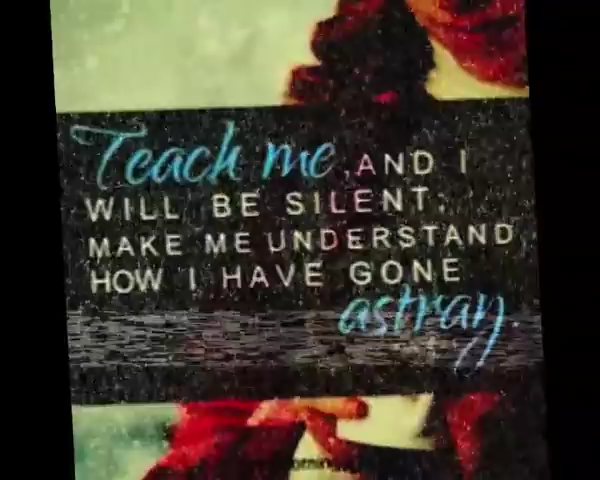 Teach me, AND I
WILL BE SILENT;
MAKE ME UNDERSTAND
HOW I HAVE GONE
astray.